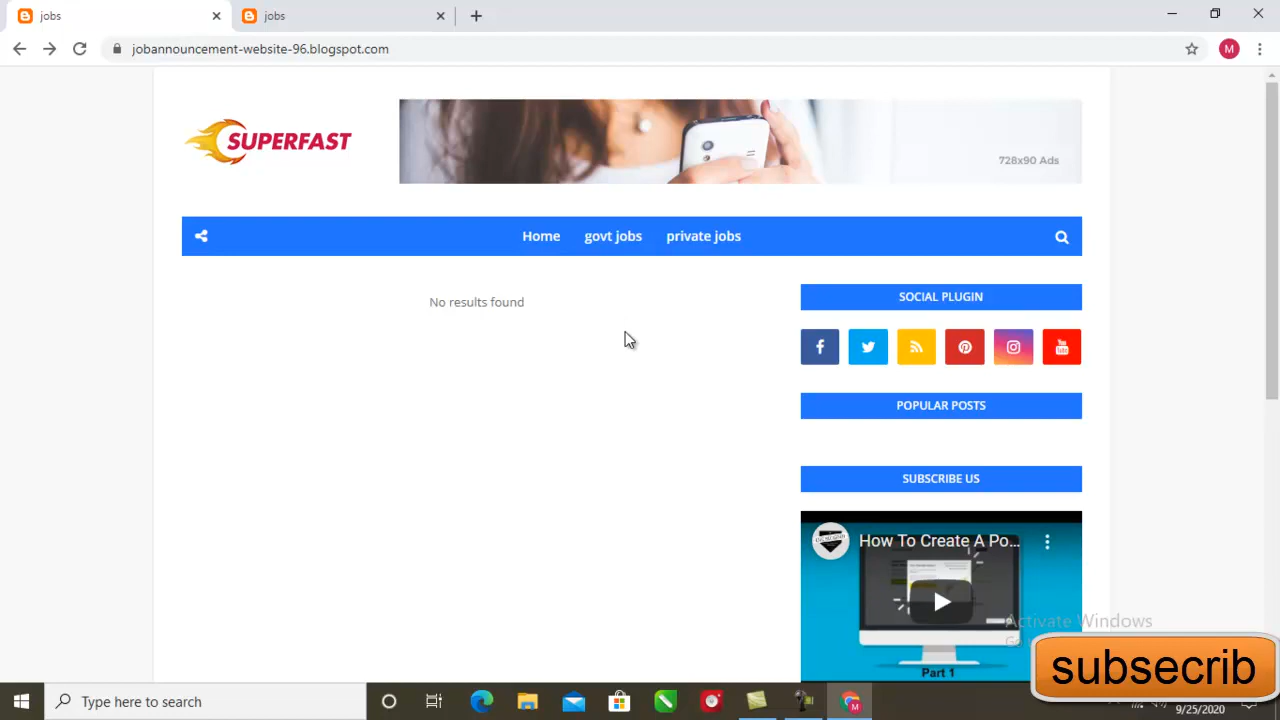 jobs
jobs
jobannouncement-website-96.blogspot.com
M
SUPERFAST
728x90 Ads
Home govt jobs private jobs
No results found
SOCIAL PLUGIN
POPULAR POSTS
SUBSCRIBE US
How To Create A Po...
Part 1
Activate Windows
subsecrib
Type here to search
9/25/2020